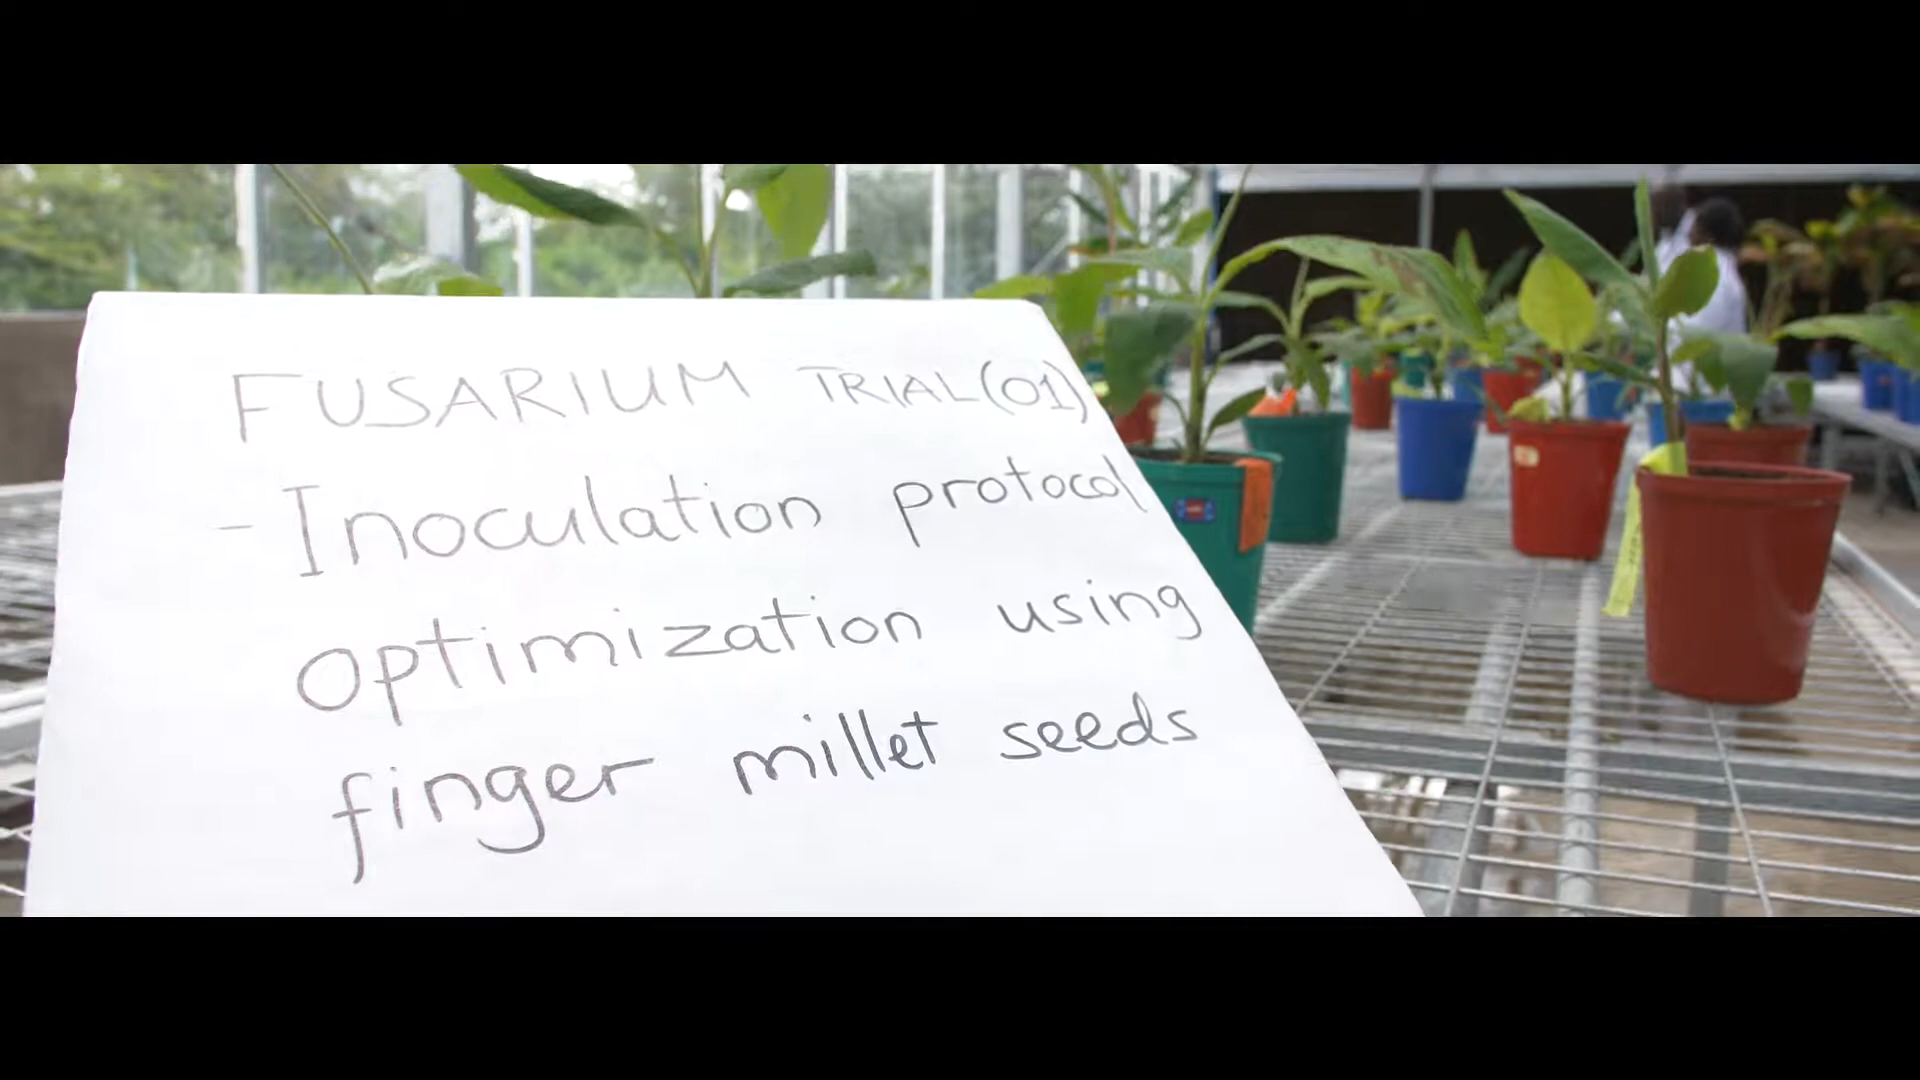 FUSARIUM TRIAL(01)
- Inoculation protocol
optimization using
finger millet seeds